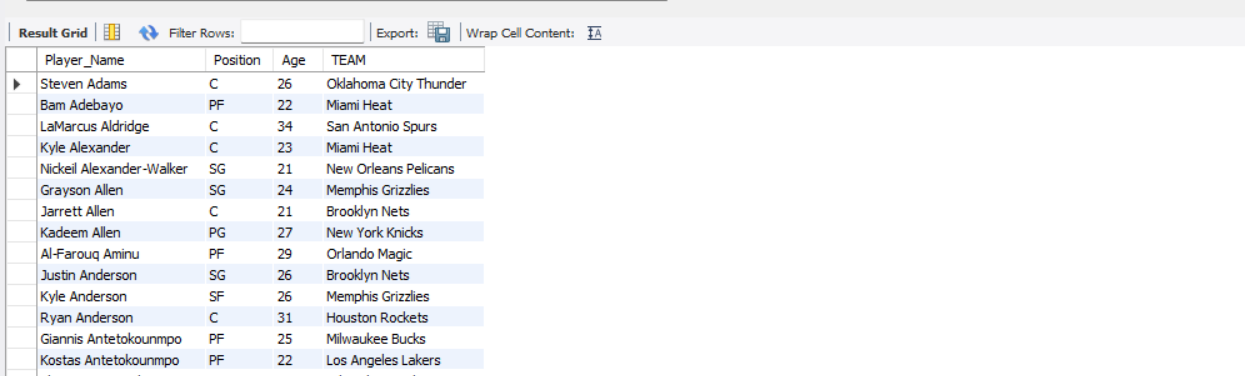 Result Grid Filter Rows: Export: Wrap Cell Content: IA
Player_Name Position Age TEAM
Steven Adams C 26 Oklahoma City Thunder
Bam Adebayo PF 22 Miami Heat
LaMarcus Aldridge C 34 San Antonio Spurs
Kyle Alexander C 23 Miami Heat
Nickeil Alexander-Walker SG 21 New Orleans Pelicans
Grayson Allen SG 24 Memphis Grizzlies
Jarrett Allen C 21 Brooklyn Nets
Kadeem Allen PG 27 New York Knicks
Al-Farouq Aminu PF 29 Orlando Magic
Justin Anderson SG 26 Brooklyn Nets
Kyle Anderson SF 26 Memphis Grizzlies
Ryan Anderson C 31 Houston Rockets
Giannis Antetokounmpo PF 25 Milwaukee Bucks
Kostas Antetokounmpo PF 22 Los Angeles Lakers